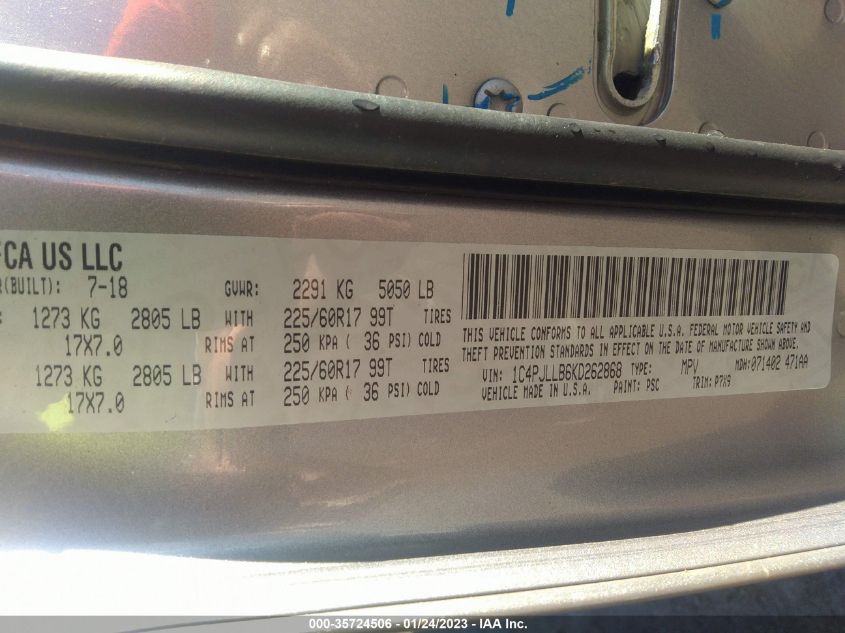 FCA US LLC
R(BUILT): 7-18 GVWR: 2291 KG 5050 LB
1273 KG 2805 LB WITH 225/60R17 99T TIRES
17X7.0 RIMS AT 250 KPA ( 36 PSI) COLD
1273 KG 2805 LB WITH 225/60R17 99T TIRES
17X7.0 RIMS AT 250 KPA ( 36 PSI) COLD
THIS VEHICLE CONFORMS TO ALL APPLICABLE U.S.A. FEDERAL MOTOR VEHICLE SAFETY AND
THEFT PREVENTION STANDARDS IN EFFECT ON THE DATE OF MANUFACTURE SHOWN ABOVE.
VIN: 1C4PJLLB6KD262868 TYPE: MPV MDH: 071402 471AA
VEHICLE MADE IN U.S.A. PAINT: PSC TRIM: P7X9
000-35724506 - 01/24/2023 - IAA Inc.